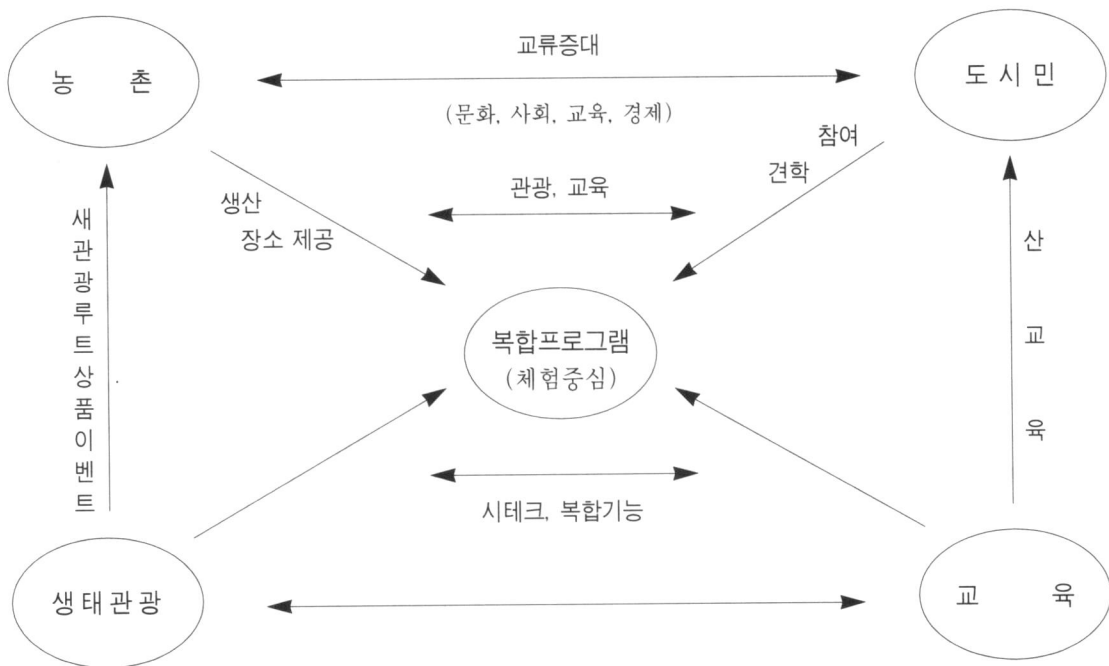 교류증대
농 촌
도 시 민
(문화, 사회, 교육, 경제)
참여
견학
관광, 교육
생산
장소 제공
새관광루트상품이벤트
산교육
복합프로그램
(체험중심)
시테크, 복합기능
생태관광
교 육